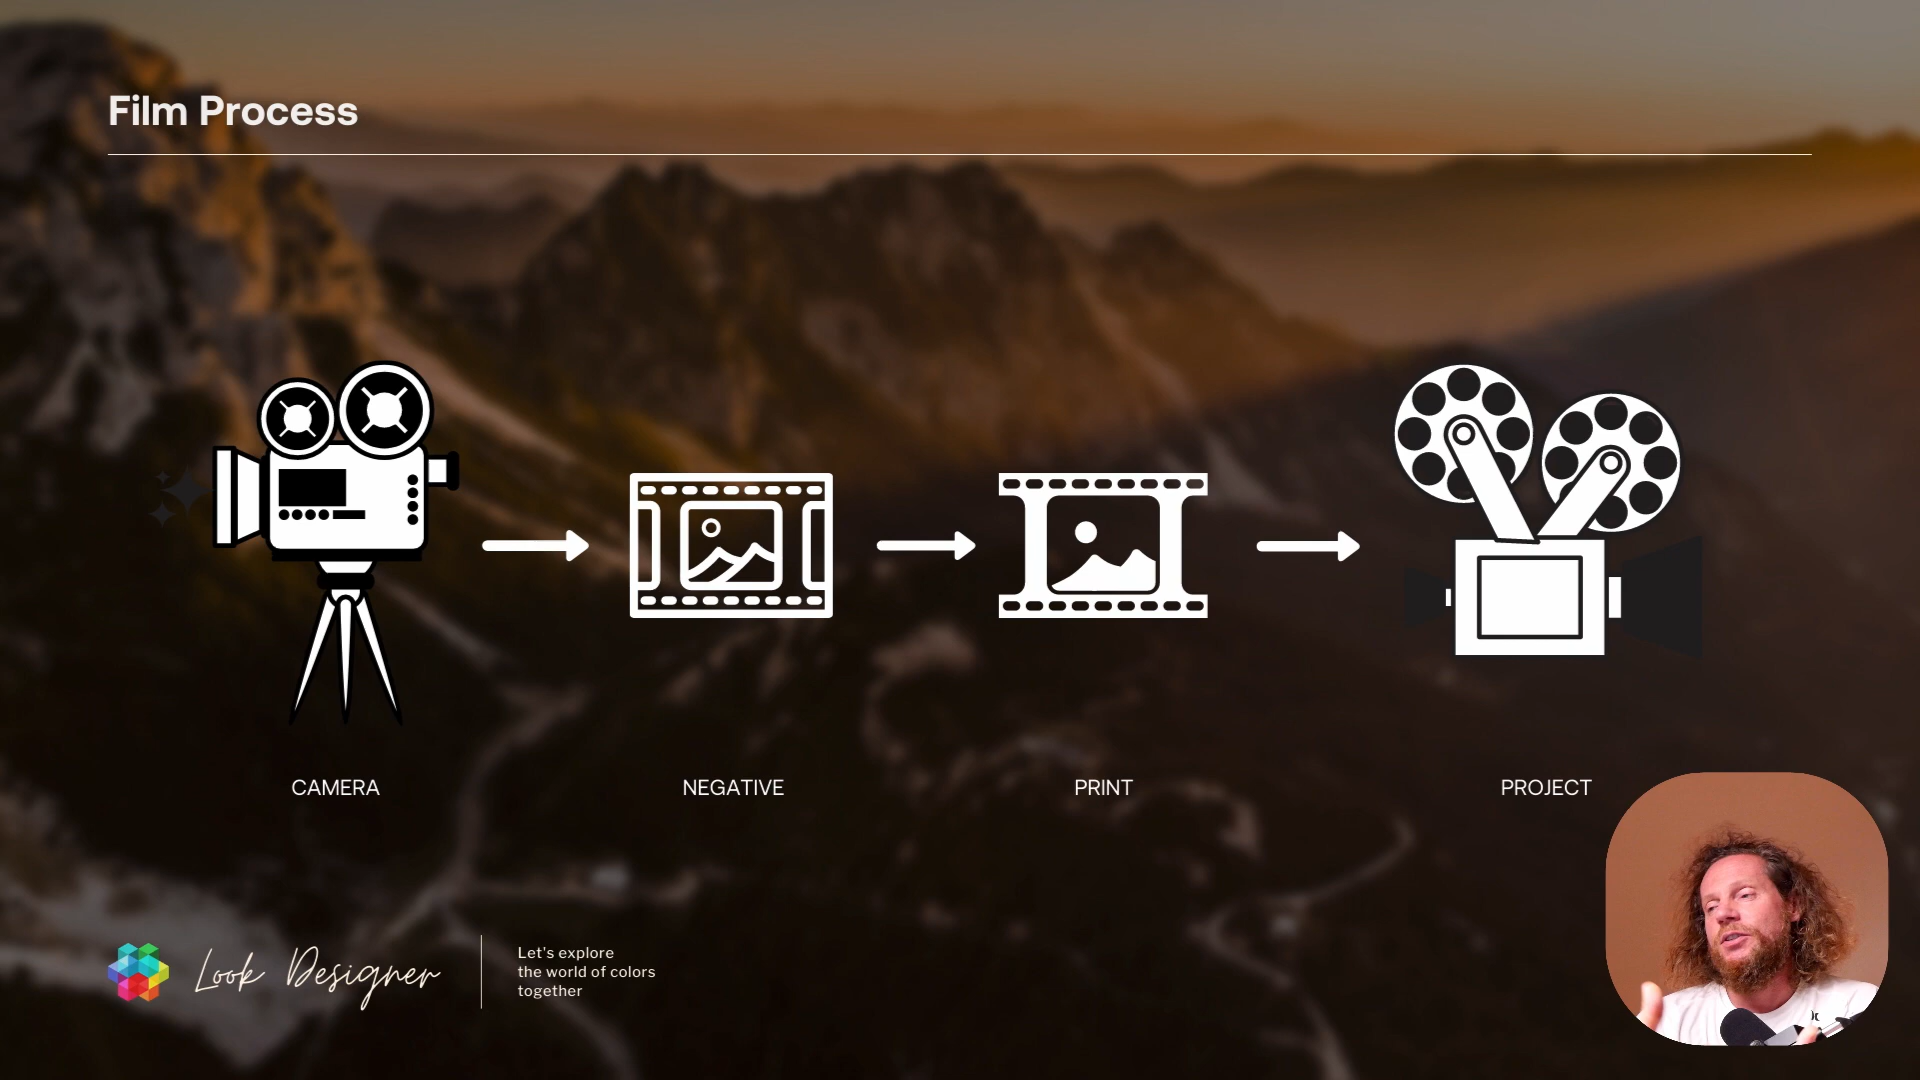 Film Process
CAMERA
NEGATIVE
PRINT
PROJECT
Look Designer
Let's explore
the world of colors
together